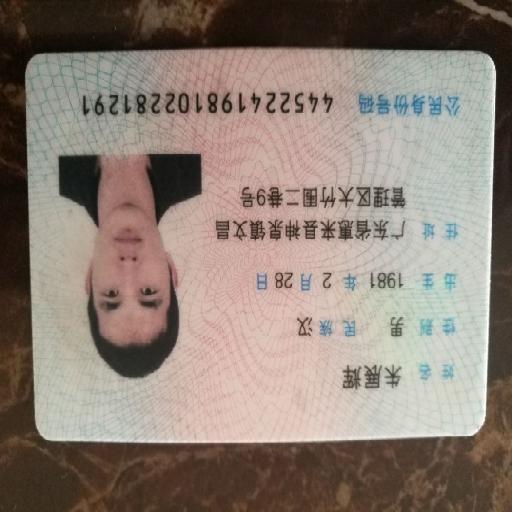 姓名 朱展辉
性别 男 民族 汉
出生 1981 年 2 月 28 日
住址 广东省惠来县神泉镇文昌
管理区大竹围二巷9号
公民身份号码 445224198102281291